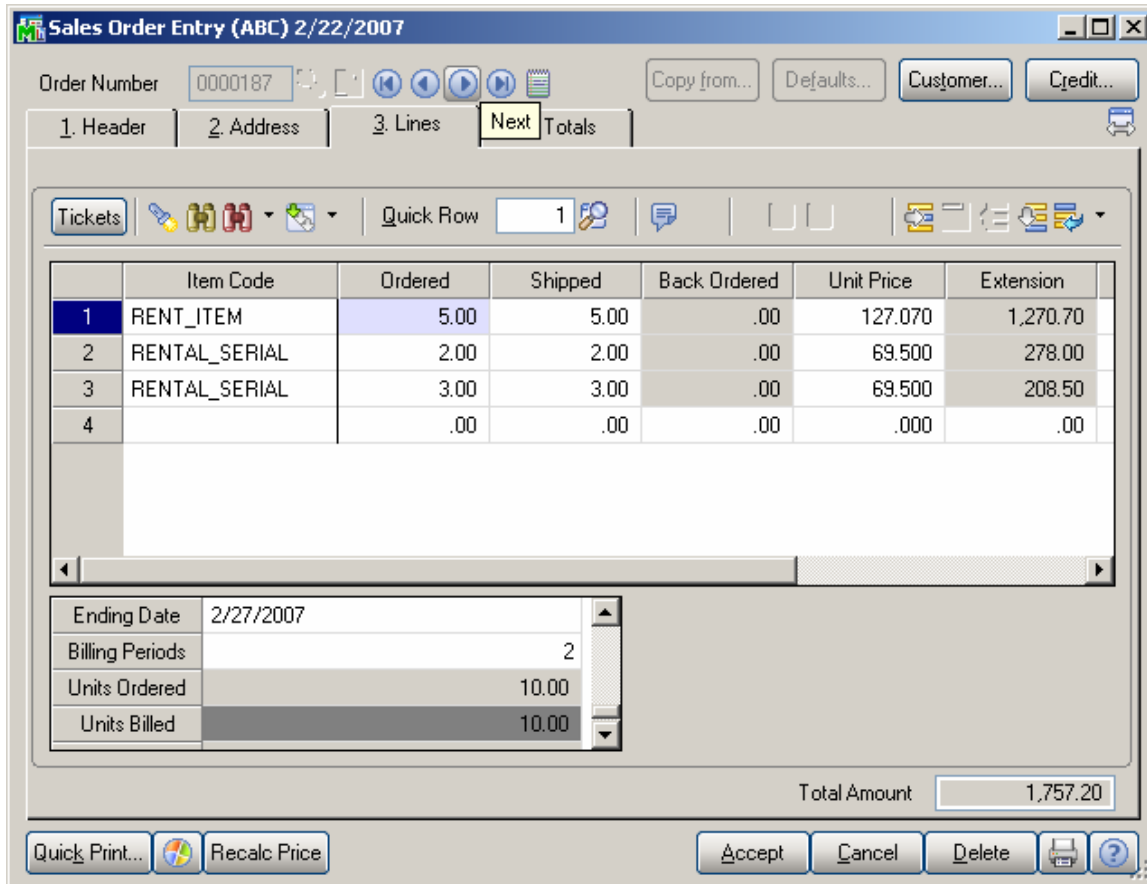 Sales Order Entry (ABC) 2/22/2007
Order Number 0000187 Copy from... Defaults... Customer... Credit...
1. Header 2. Address 3. Lines Next Totals
Tickets Quick Row 1
Item Code Ordered Shipped Back Ordered Unit Price Extension
1 RENT_ITEM 5.00 5.00 .00 127.070 1,270.70
2 RENTAL_SERIAL 2.00 2.00 .00 69.500 278.00
3 RENTAL_SERIAL 3.00 3.00 .00 69.500 208.50
4 .00 .00 .00 .000 .00
Ending Date 2/27/2007
Billing Periods 2
Units Ordered 10.00
Units Billed 10.00
Total Amount 1,757.20
Quick Print... Recalc Price Accept Cancel Delete